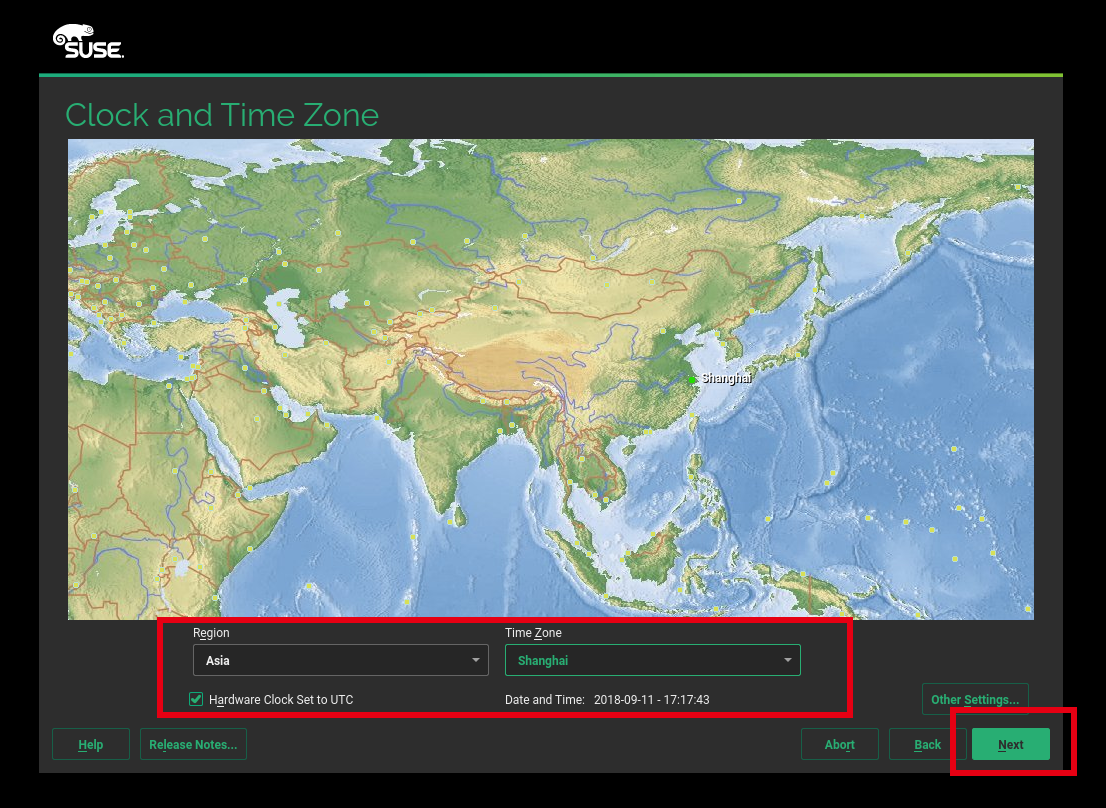 SUSE.
Clock and Time Zone
Shanghai
Region
Time Zone
Asia
Shanghai
Hardware Clock Set to UTC
Date and Time: 2018-09-11 - 17:17:43
Other Settings...
Help
Release Notes...
Abort
Back
Next